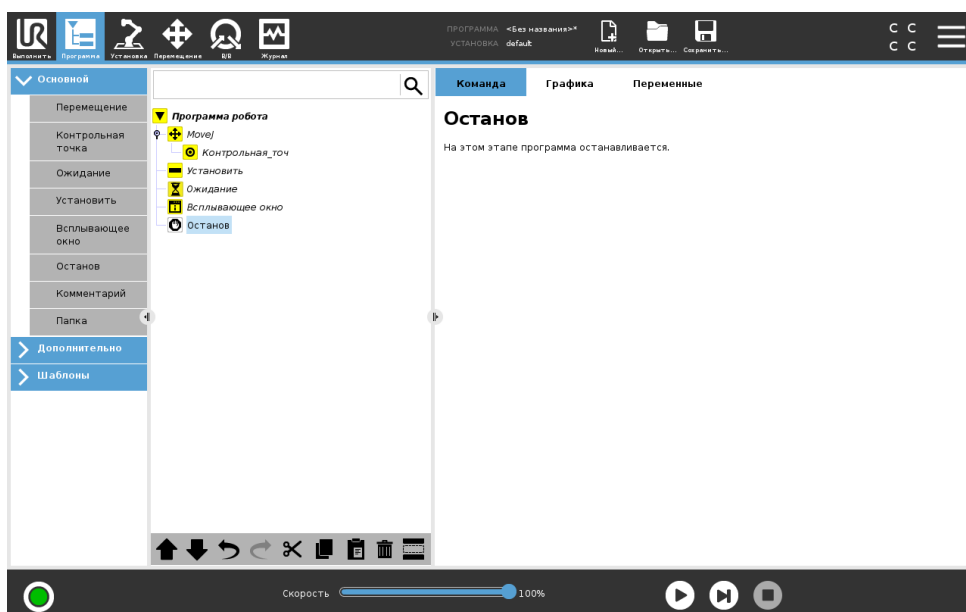 UR
ПРОГРАММА <Без названия>*
УСТАНОВКА default
C C
C C
Выполнить Программа Установка Перемещение В/В Журнал
Новый... Открыть... Сохранить...
Основной
Перемещение
Контрольная
точка
Ожидание
Установить
Всплывающее
окно
Останов
Комментарий
Папка
Дополнительно
Шаблоны
Программа робота
MoveJ
Контрольная_точ
Установить
Ожидание
Всплывающее окно
Останов
Команда Графика Переменные
Останов
На этом этапе программа останавливается.
Скорость 100%